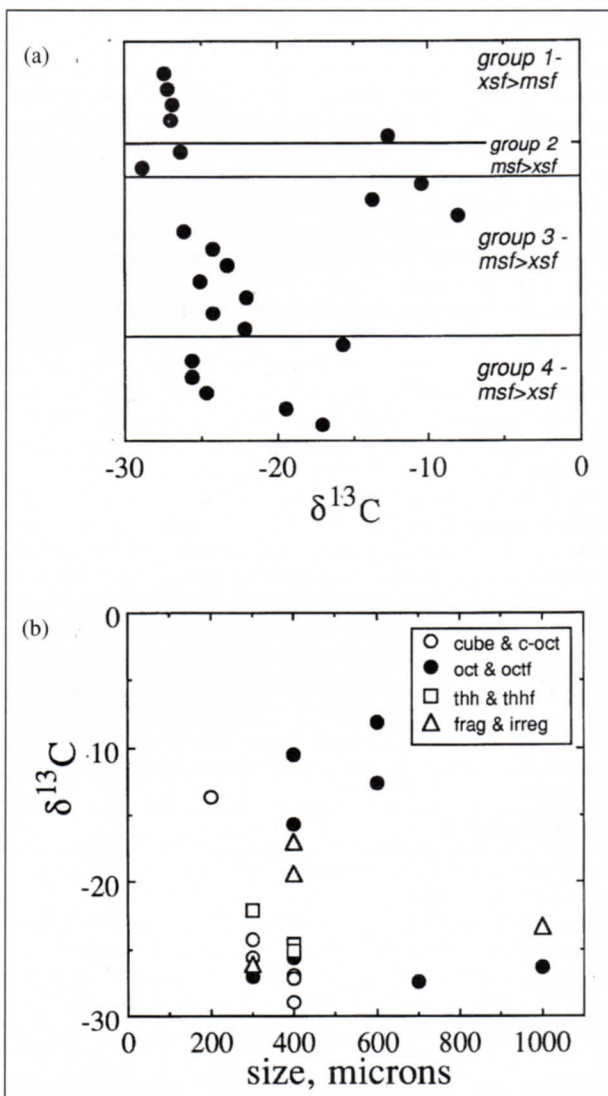 (a)
group 1-
xsf>msf
group 2
msf>xsf
group 3 -
msf>xsf
group 4 -
msf>xsf
-30 -20 -10 0
δ13C
(b)
0
-10
-20
-30
δ13C
cube & c-oct
oct & octf
thh & thhf
frag & irreg
0 200 400 600 800 1000
size, microns